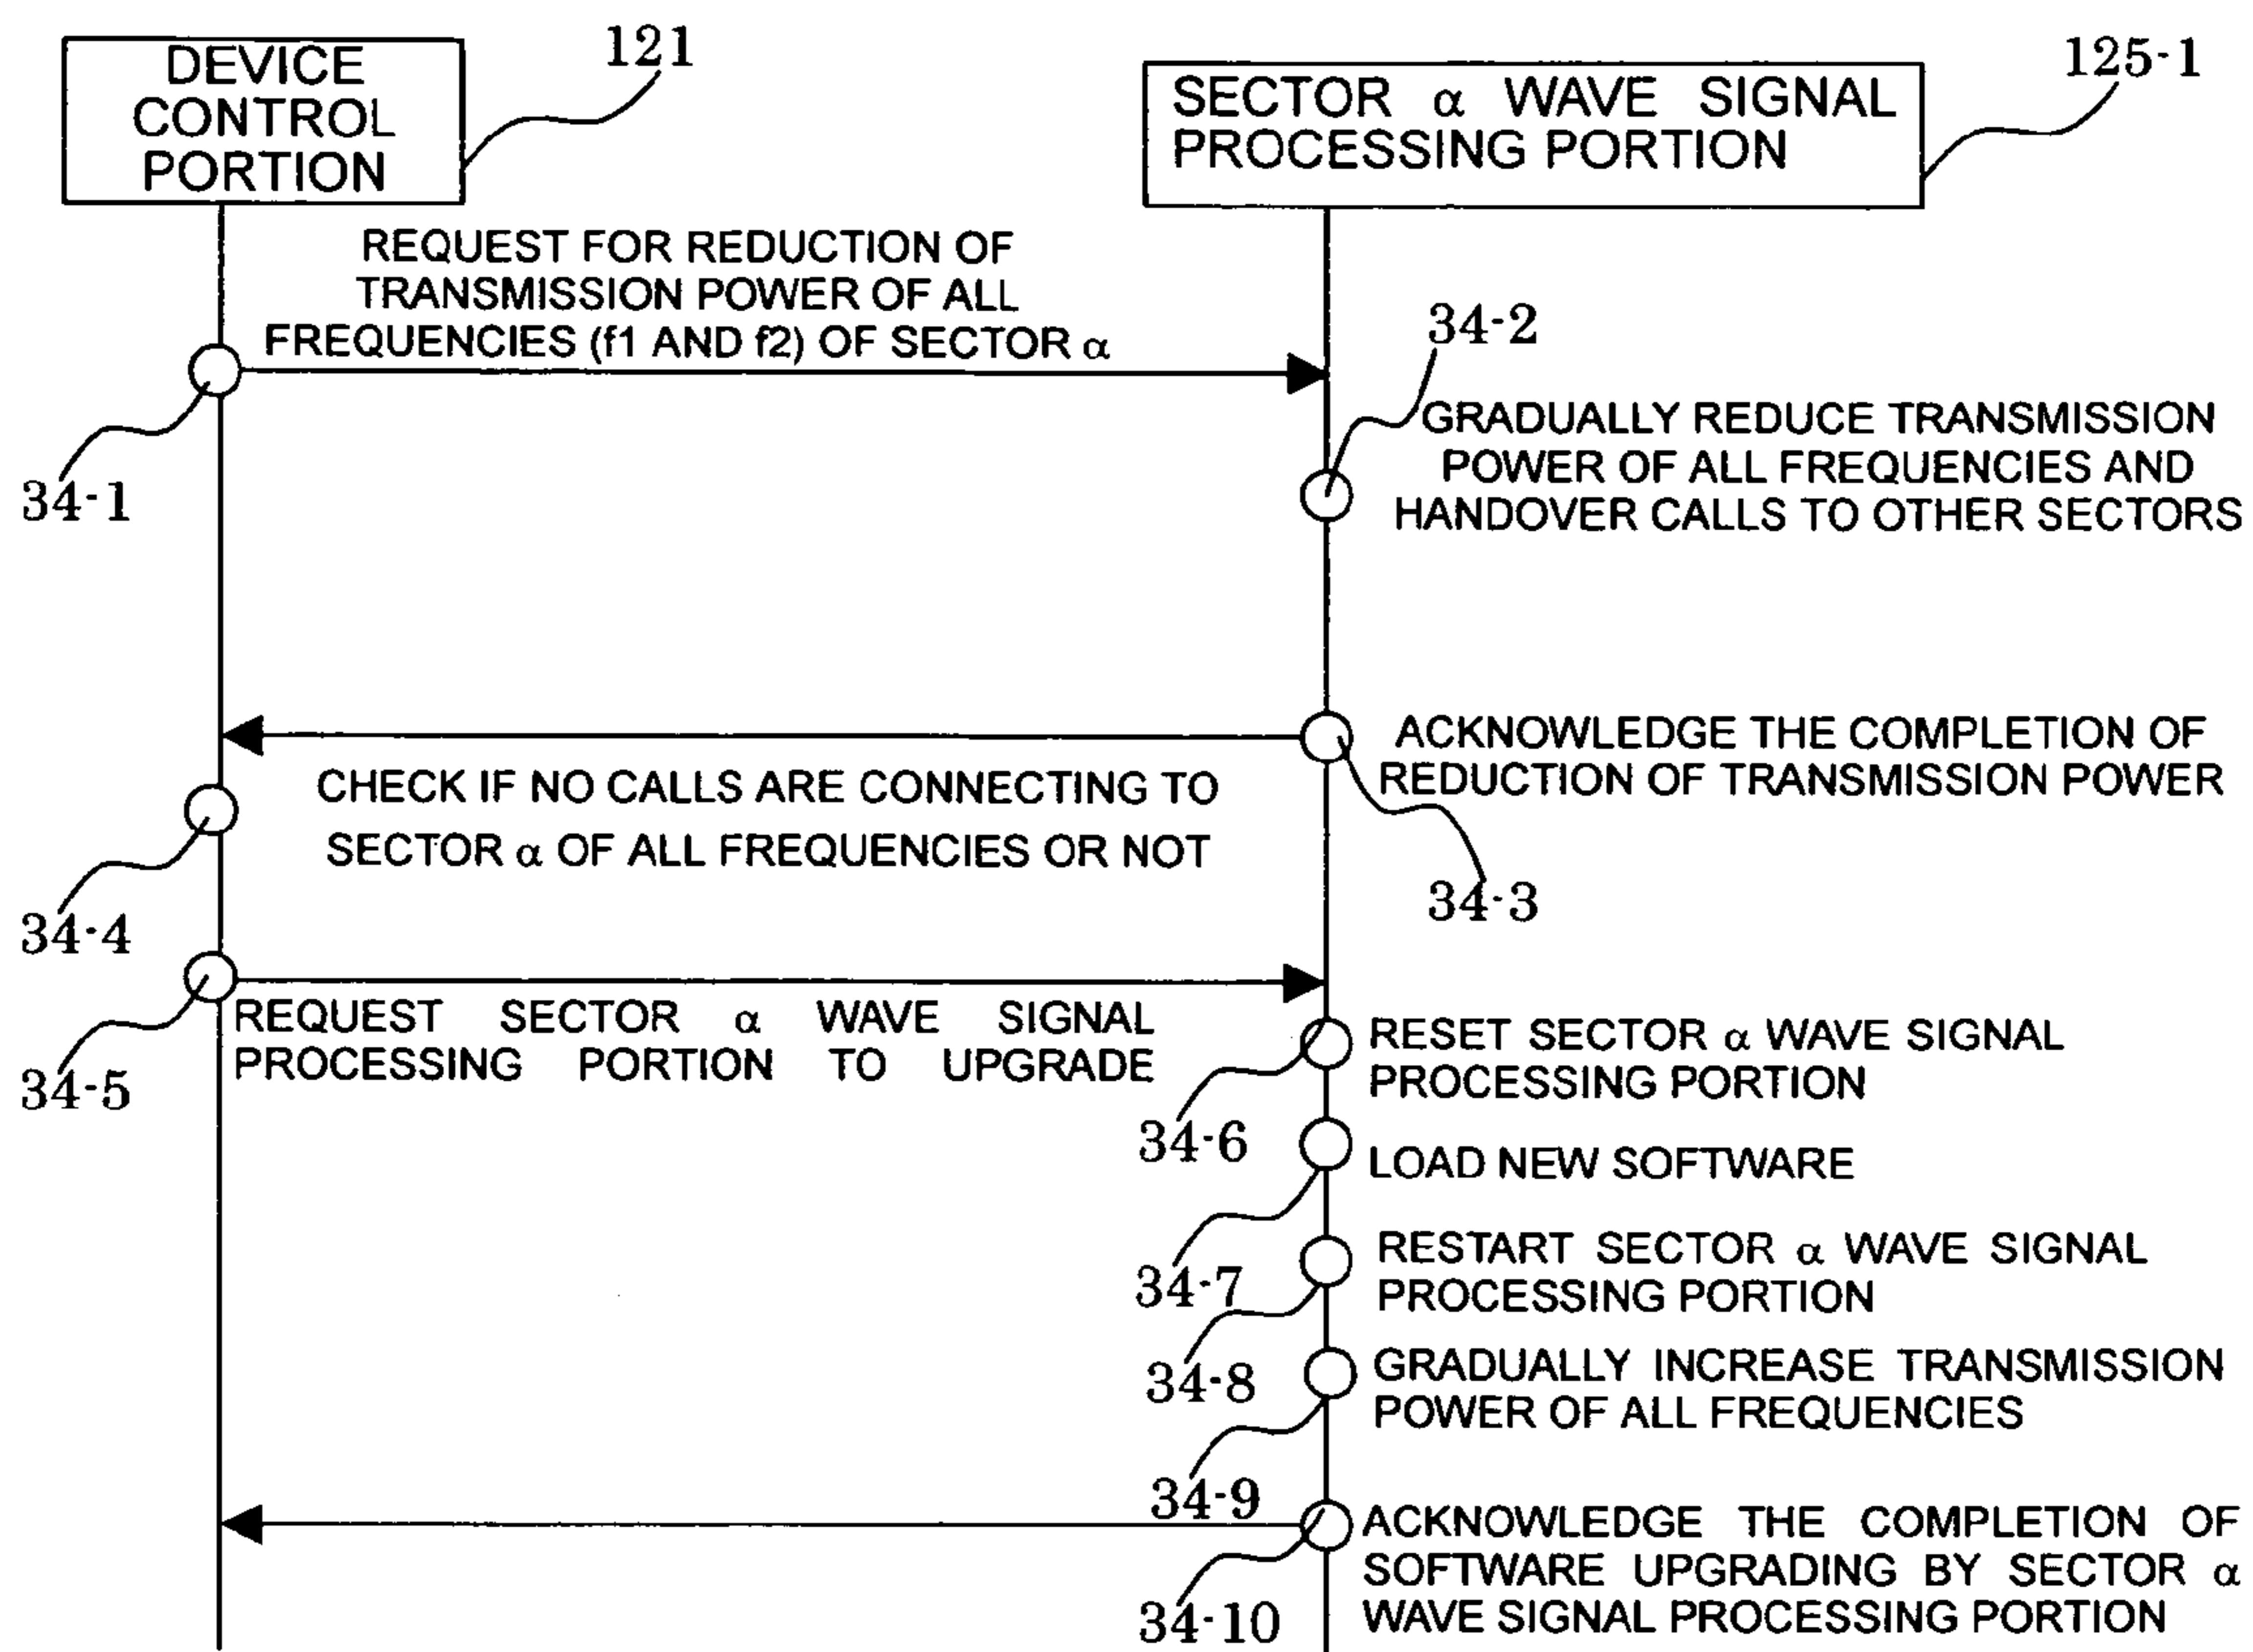 DEVICE
CONTROL
PORTION
121
SECTOR α WAVE SIGNAL
PROCESSING PORTION
125-1
REQUEST FOR REDUCTION OF
TRANSMISSION POWER OF ALL
FREQUENCIES (f1 AND f2) OF SECTOR α
34-1
34-2
GRADUALLY REDUCE TRANSMISSION
POWER OF ALL FREQUENCIES AND
HANDOVER CALLS TO OTHER SECTORS
ACKNOWLEDGE THE COMPLETION OF
REDUCTION OF TRANSMISSION POWER
34-3
CHECK IF NO CALLS ARE CONNECTING TO
SECTOR α OF ALL FREQUENCIES OR NOT
34-4
REQUEST SECTOR α WAVE SIGNAL
PROCESSING PORTION TO UPGRADE
34-5
RESET SECTOR α WAVE SIGNAL
PROCESSING PORTION
34-6
LOAD NEW SOFTWARE
34-7
RESTART SECTOR α WAVE SIGNAL
PROCESSING PORTION
34-8
GRADUALLY INCREASE TRANSMISSION
POWER OF ALL FREQUENCIES
34-9
ACKNOWLEDGE THE COMPLETION OF
SOFTWARE UPGRADING BY SECTOR α
WAVE SIGNAL PROCESSING PORTION
34-10